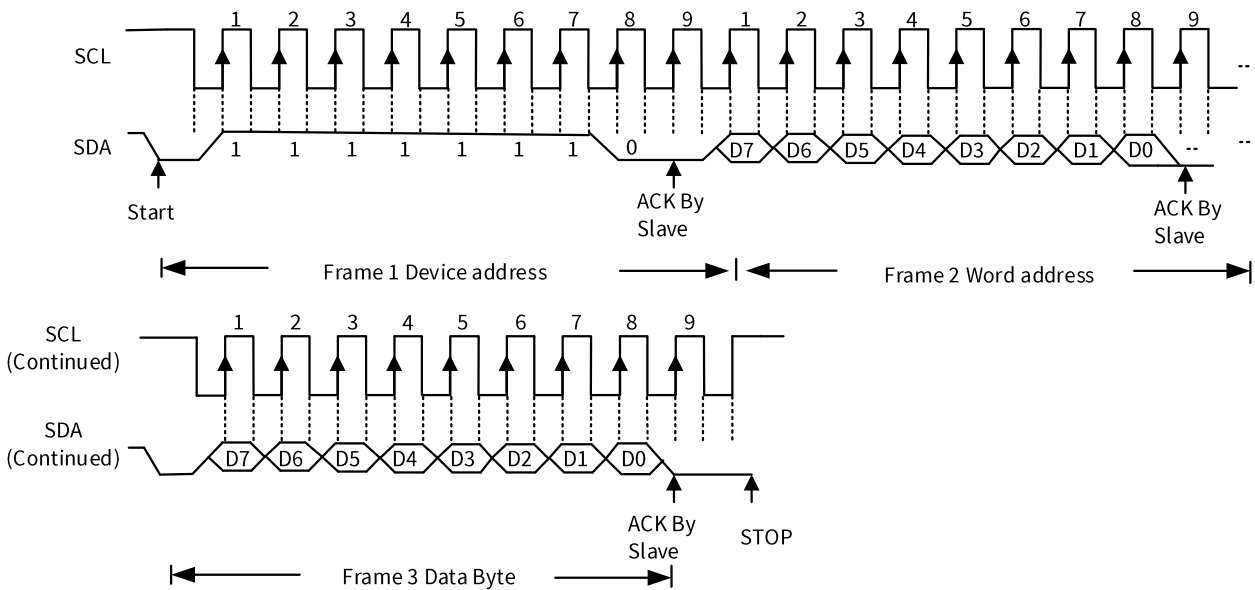 1 2 3 4 5 6 7 8 9 1 2 3 4 5 6 7 8 9
SCL --
SDA 1 1 1 1 1 1 1 0 D7 D6 D5 D4 D3 D2 D1 D0 -- --
Start
ACK By
Slave
ACK By
Slave
Frame 1 Device address
Frame 2 Word address
1 2 3 4 5 6 7 8 9
SCL
(Continued)
SDA
(Continued)
D7 D6 D5 D4 D3 D2 D1 D0
ACK By
Slave
STOP
Frame 3 Data Byte